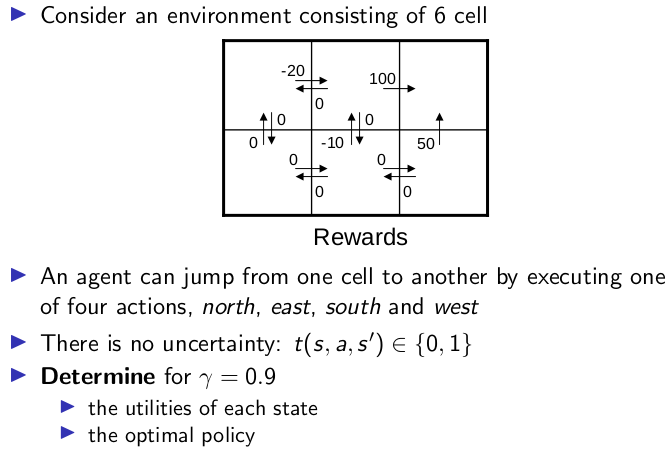 Consider an environment consisting of 6 cell
-20
100
0
0
0
0
-10
50
0
0
0
0
Rewards
An agent can jump from one cell to another by executing one
of four actions, north, east, south and west
There is no uncertainty: t(s, a, s′) ∈ {0, 1}
Determine for γ = 0.9
the utilities of each state
the optimal policy